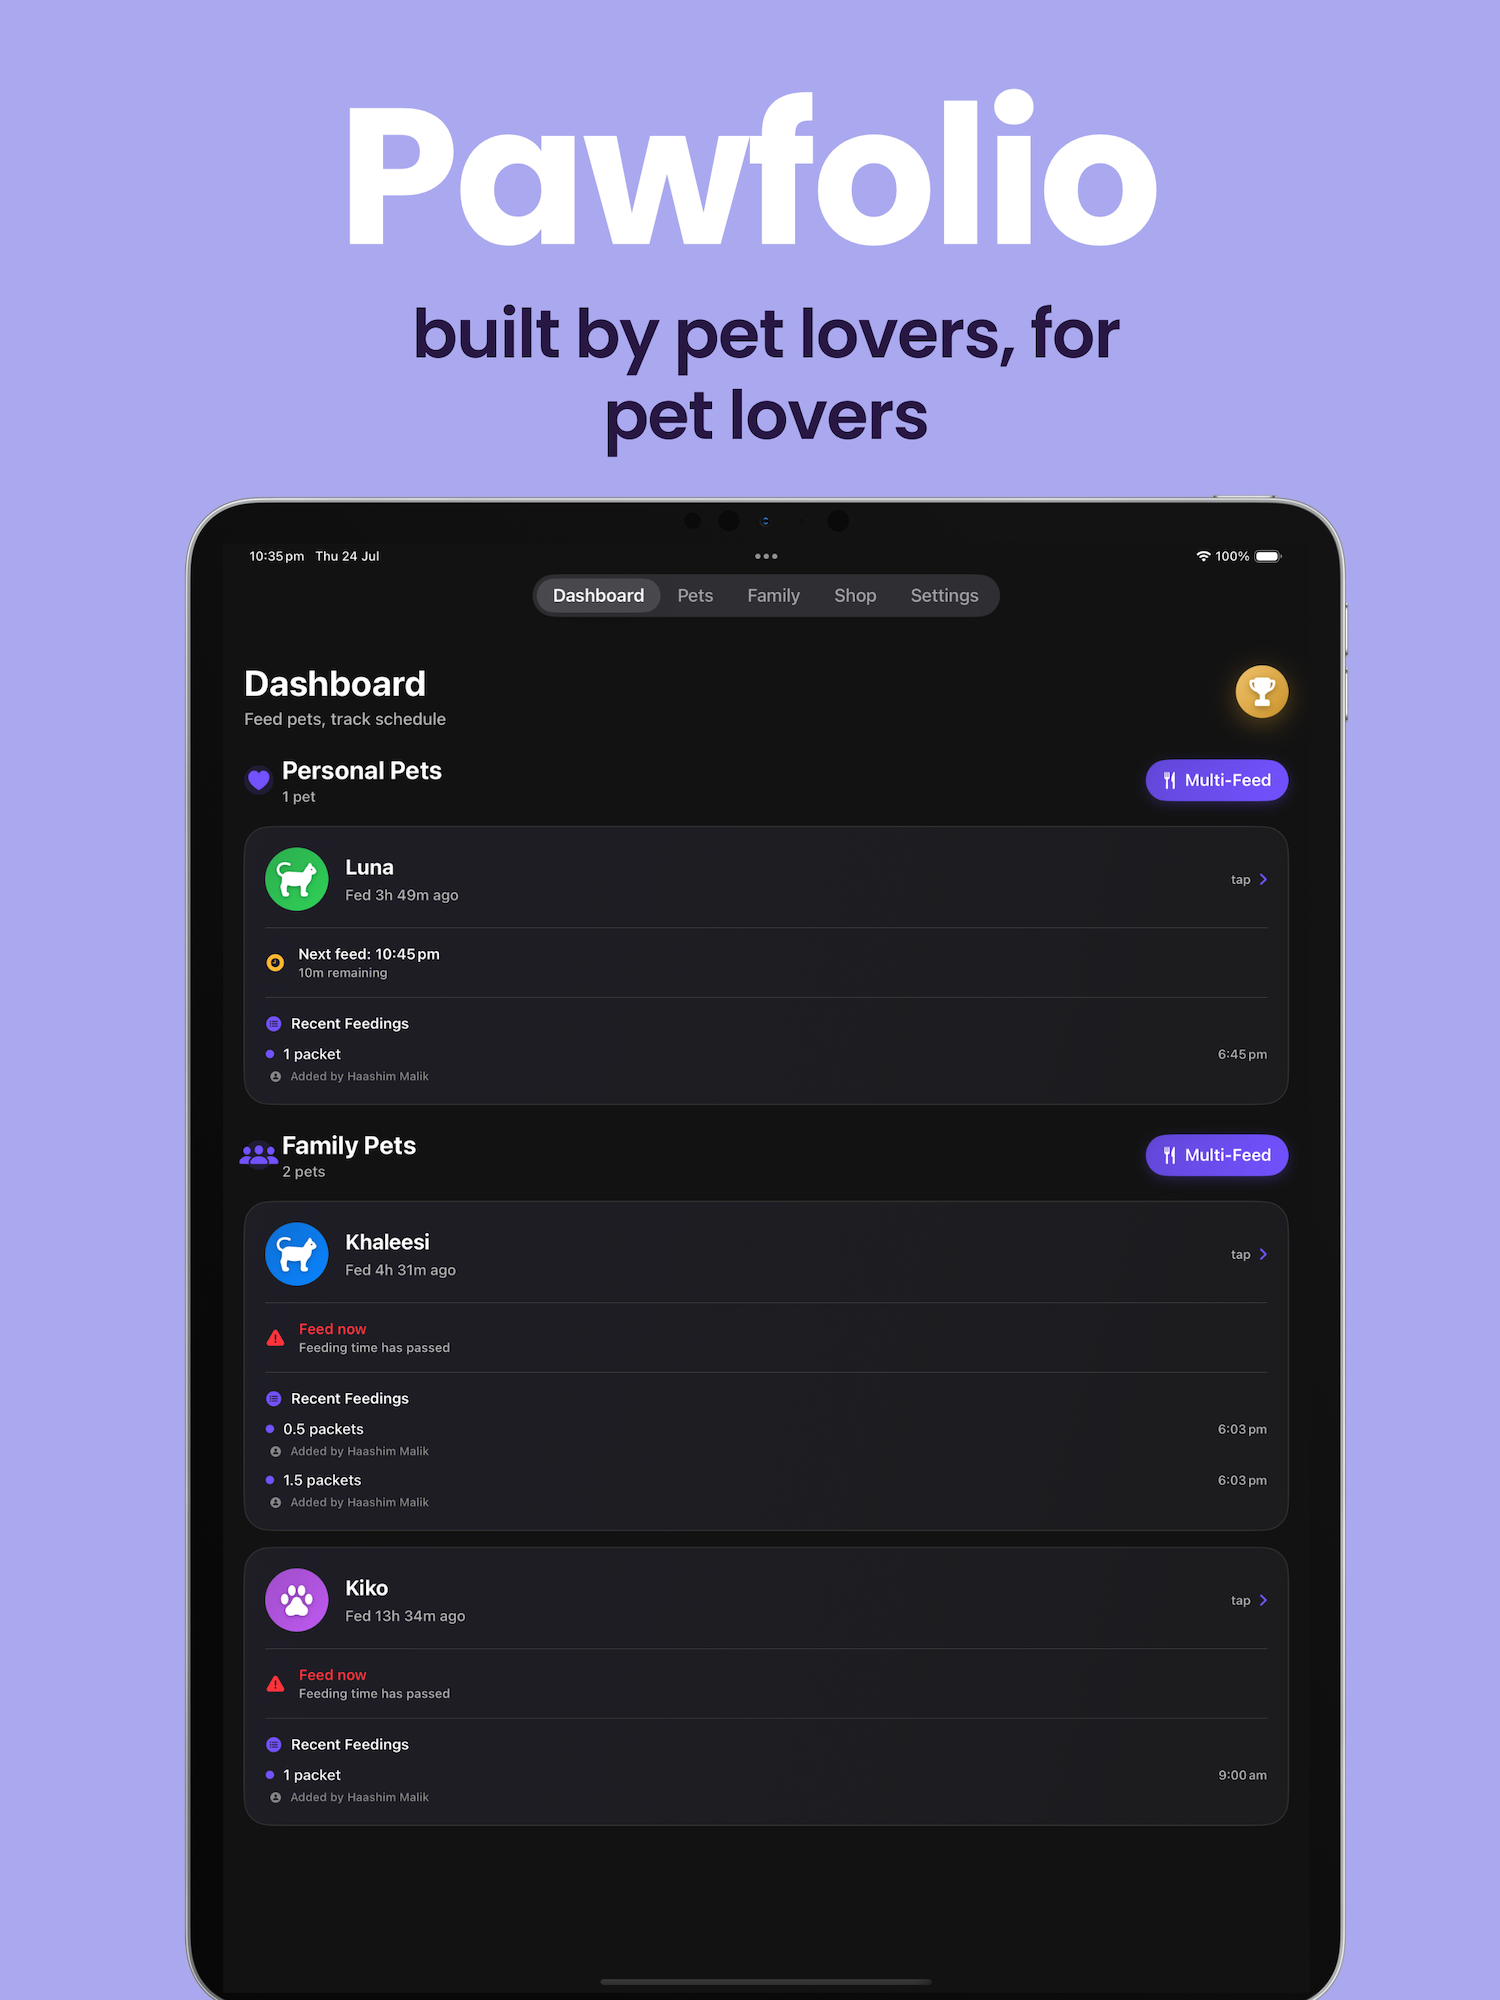 Pawfolio
built by pet lovers, for
pet lovers
10:35 pm Thu 24 Jul
100%
Dashboard Pets Family Shop Settings
Dashboard
Feed pets, track schedule
Personal Pets
1 pet
Multi-Feed
Luna
Fed 3h 49m ago
tap
Next feed: 10:45 pm
10m remaining
Recent Feedings
1 packet 6:45 pm
Added by Haashim Malik
Family Pets
2 pets
Multi-Feed
Khaleesi
Fed 4h 31m ago
tap
Feed now
Feeding time has passed
Recent Feedings
0.5 packets 6:03 pm
Added by Haashim Malik
1.5 packets 6:03 pm
Added by Haashim Malik
Kiko
Fed 13h 34m ago
tap
Feed now
Feeding time has passed
Recent Feedings
1 packet 9:00 am
Added by Haashim Malik